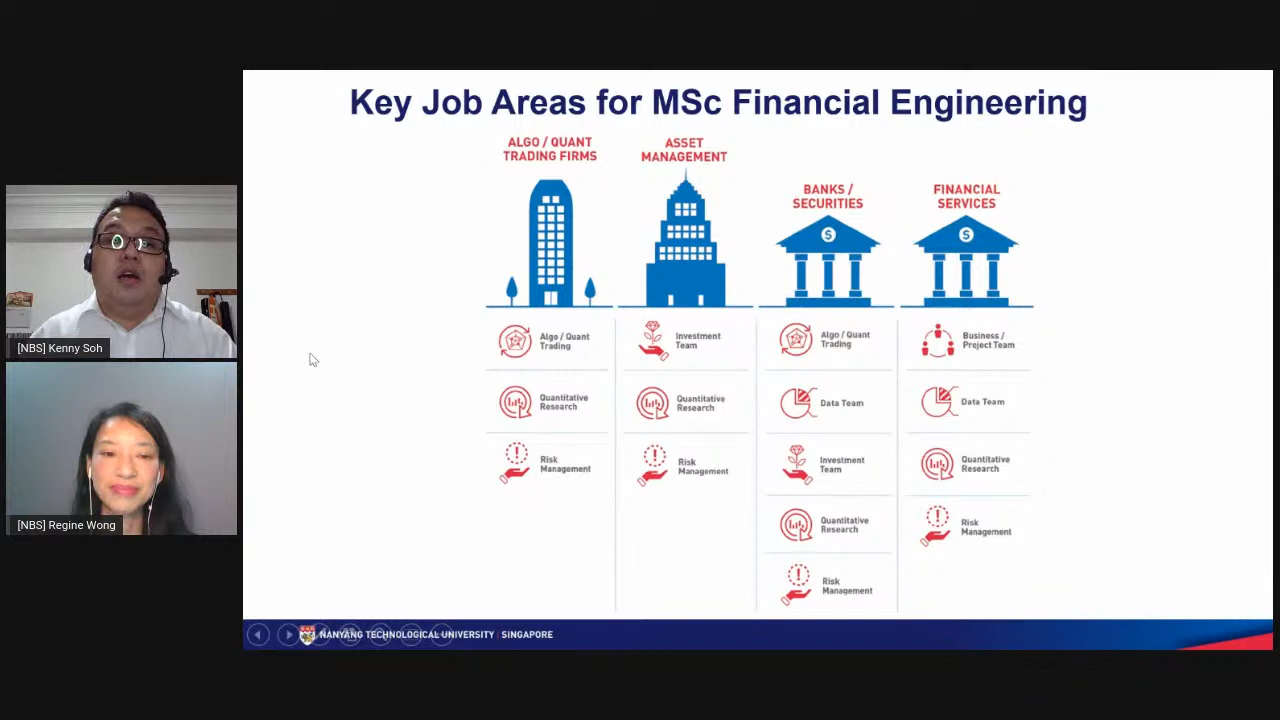 Key Job Areas for MSc Financial Engineering
ALGO / QUANT
TRADING FIRMS
ASSET
MANAGEMENT
BANKS /
SECURITIES
FINANCIAL
SERVICES
$
$
Algo / Quant
Trading
Quantitative
Research
Risk
Management
Investment
Team
Quantitative
Research
Risk
Management
Algo / Quant
Trading
Data Team
Investment
Team
Quantitative
Research
Risk
Management
Business /
Project Team
Data Team
Quantitative
Research
Risk
Management
[NBS] Kenny Soh
[NBS] Regine Wong
NANYANG TECHNOLOGICAL UNIVERSITY | SINGAPORE